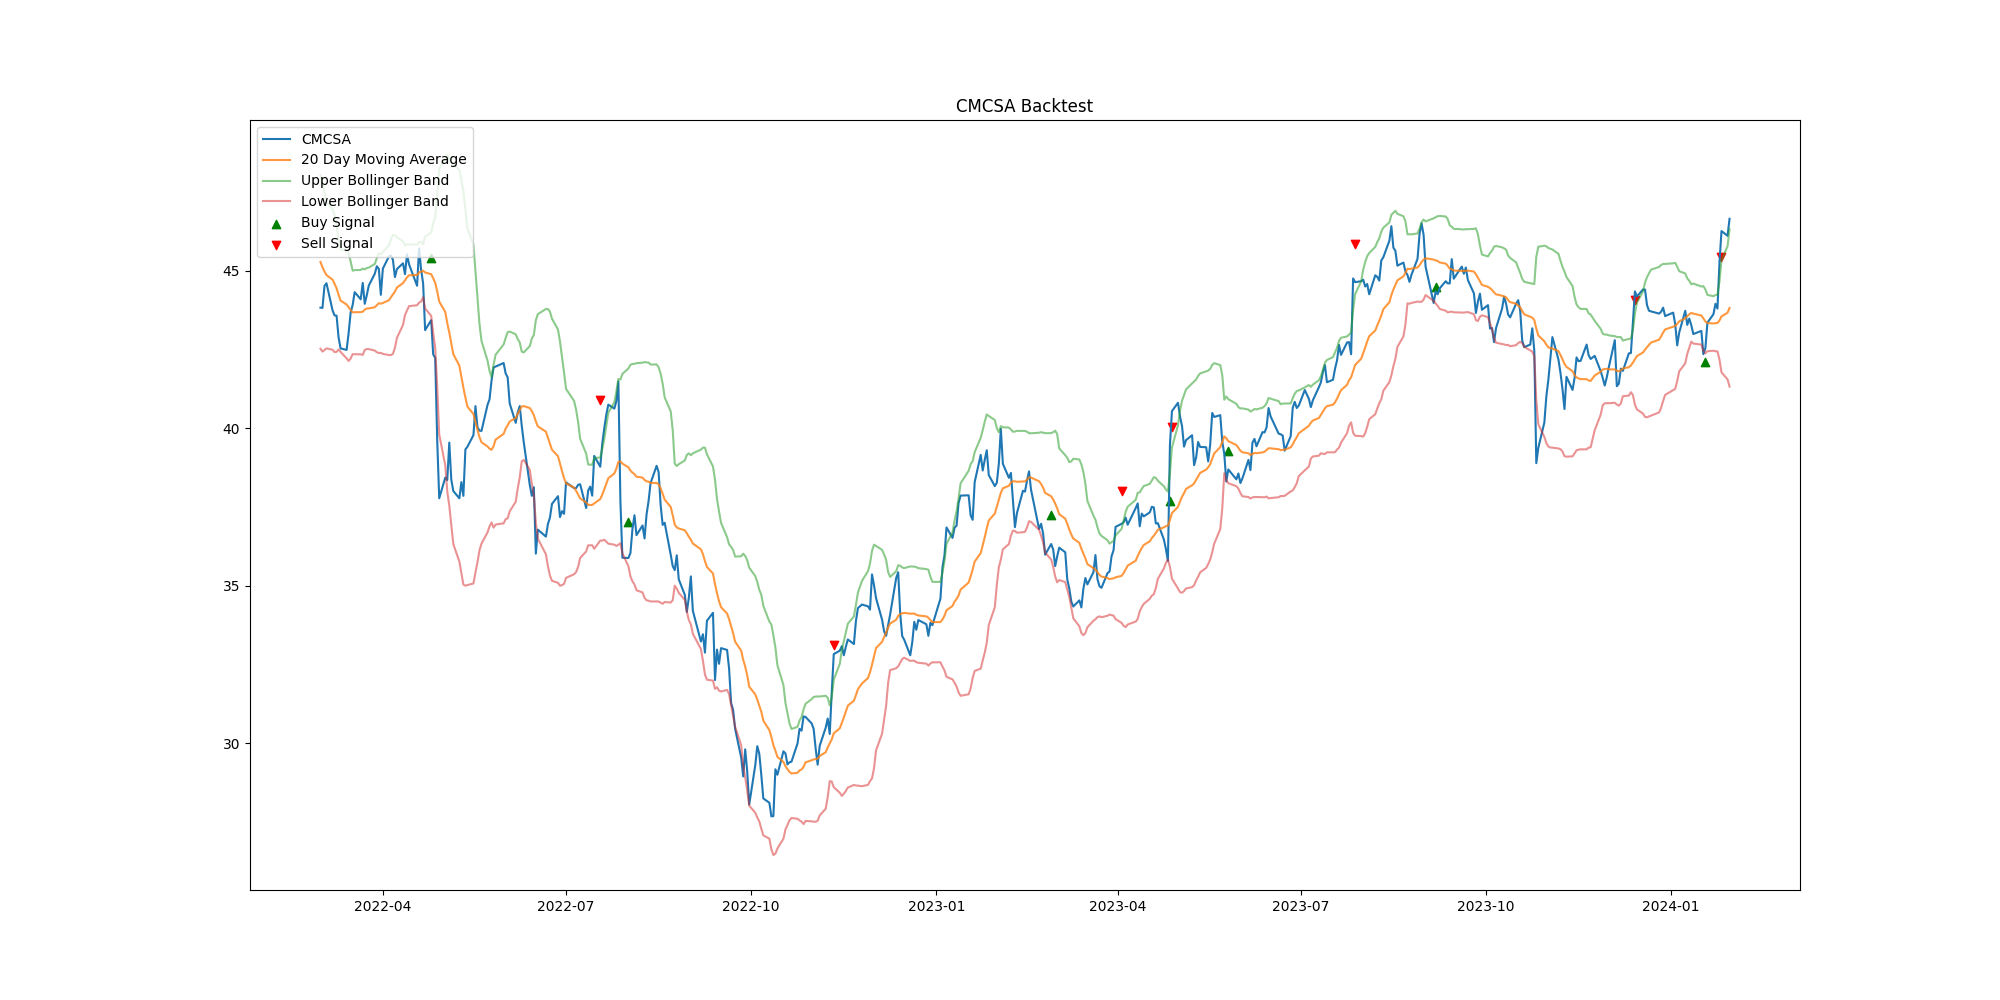 CMCSA Backtest
CMCSA
20 Day Moving Average
Upper Bollinger Band
Lower Bollinger Band
Buy Signal
Sell Signal
45
40
35
30
2022-04 2022-07 2022-10 2023-01 2023-04 2023-07 2023-10 2024-01